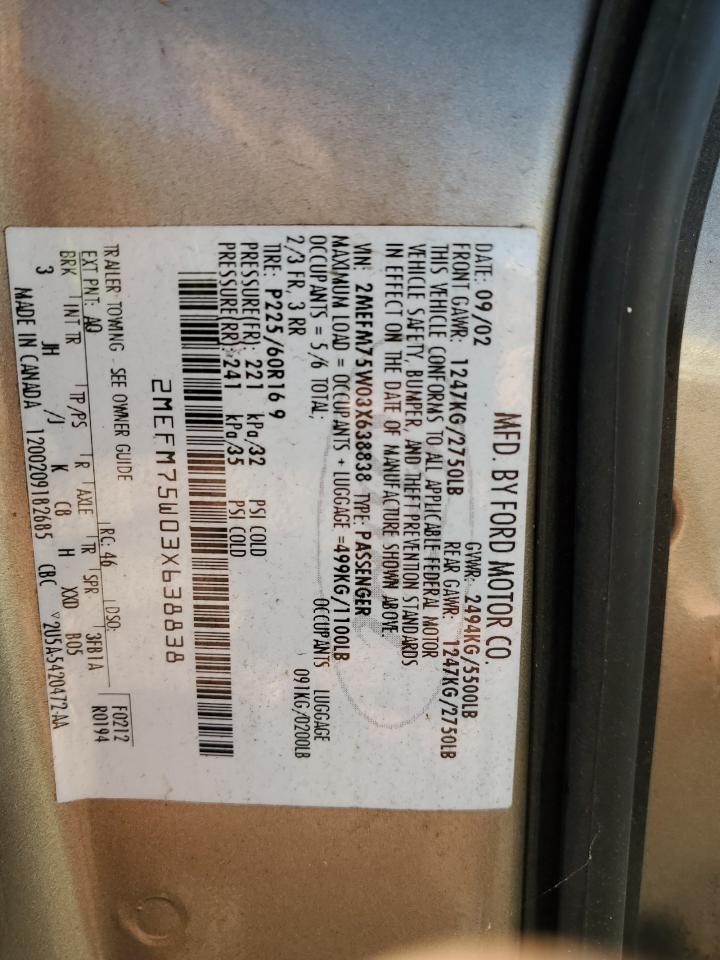 MFD. BY FORD MOTOR CO.
DATE: 09/02 GVWR: 2494KG/5500LB
FRONT GAWR: 1247KG/2750LB REAR GAWR: 1247KG/2750LB
THIS VEHICLE CONFORMS TO ALL APPLICABLE FEDERAL MOTOR
VEHICLE SAFETY, BUMPER, AND THEFT PREVENTION STANDARDS
IN EFFECT ON THE DATE OF MANUFACTURE SHOWN ABOVE.
VIN: 2MEFM75W03X638838 TYPE: PASSENGER
MAXIMUM LOAD = OCCUPANTS + LUGGAGE =499KG/1100LB
OCCUPANTS = 5/6 TOTAL; OCCUPANTS LUGGAGE
2/3 FR, 3 RR 091KG/0200LB
TIRE: P225/60R16 9
PRESSURE(FR): 221 kPa/32 PSI COLD
PRESSURE(RR): 241 kPa/35 PSI COLD
2MEFM75W03X638838
TRAILER TOWING - SEE OWNER GUIDE RC: 46 DSO: F0212
EXT PNT: AQ 3FB1A R0194
BRK INT TR TP/PS R AXLE TR SPR B05
3 JH /J K C8 H XXD
MADE IN CANADA 1200209182685 CBC ▽2U5A-5420472-AA